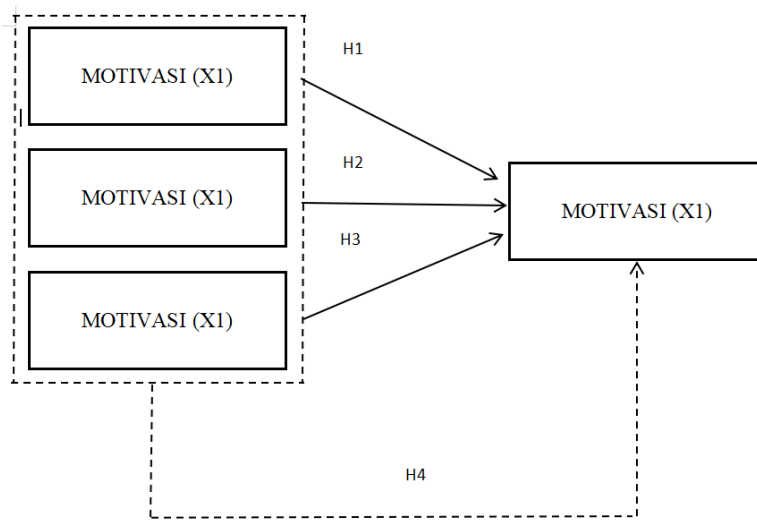 MOTIVASI (X1)
H1
MOTIVASI (X1)
H2
MOTIVASI (X1)
H3
MOTIVASI (X1)
H4